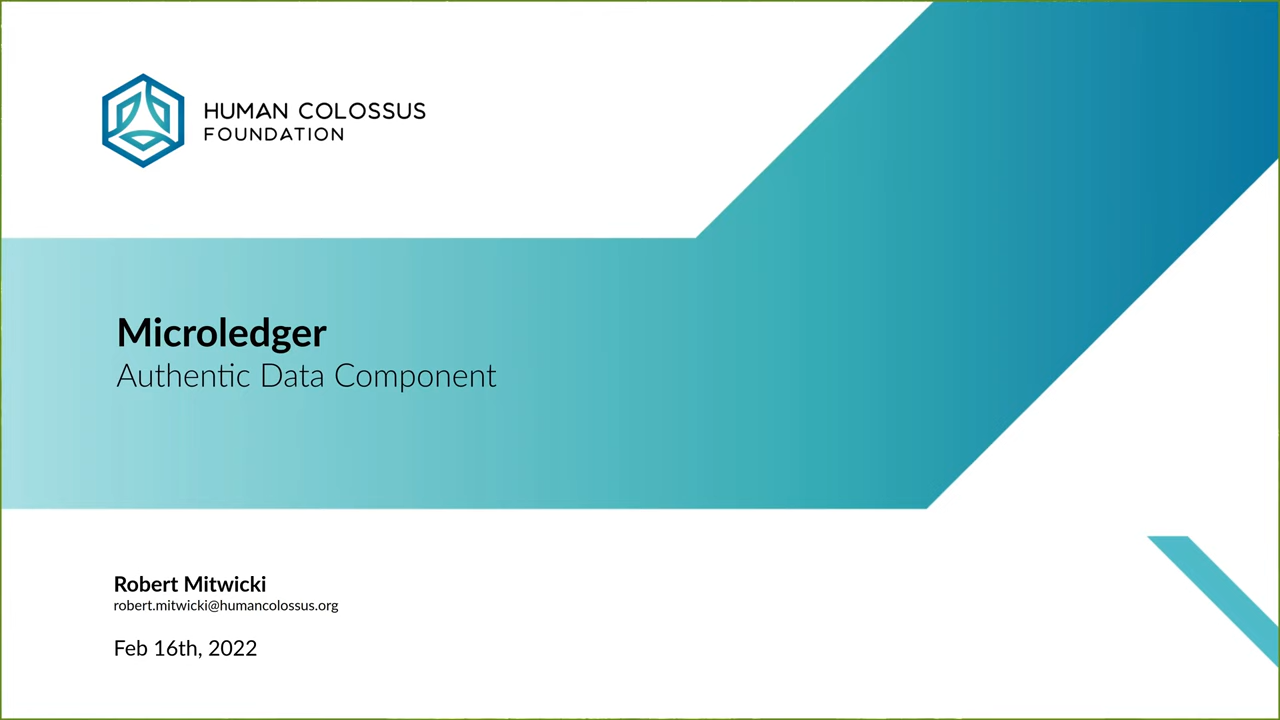 HUMAN COLOSSUS
FOUNDATION
Microledger
Authentic Data Component
Robert Mitwicki
robert.mitwicki@humancolossus.org
Feb 16th, 2022